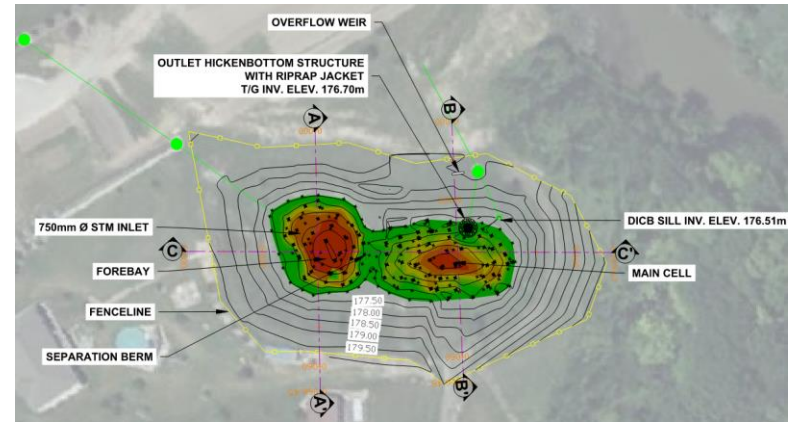 OVERFLOW WEIR
OUTLET HICKENBOTTOM STRUCTURE
WITH RIPRAP JACKET
T/G INV. ELEV. 176.70m
A
B
750mm Ø STM INLET
DICB SILL INV. ELEV. 176.51m
C
C'
FOREBAY
MAIN CELL
FENCELINE
177.50
178.00
178.50
179.00
179.50
SEPARATION BERM
A'
B'